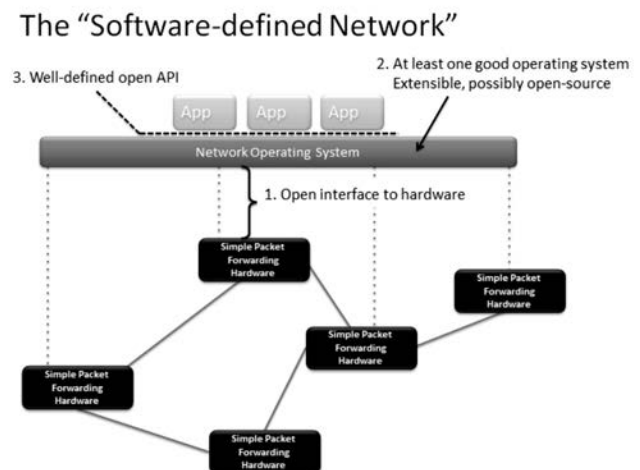 The “Software-defined Network”
3. Well-defined open API
2. At least one good operating system
Extensible, possibly open-source
App App App
Network Operating System
1. Open interface to hardware
Simple Packet
Forwarding
Hardware
Simple Packet
Forwarding
Hardware
Simple Packet
Forwarding
Hardware
Simple Packet
Forwarding
Hardware
Simple Packet
Forwarding
Hardware